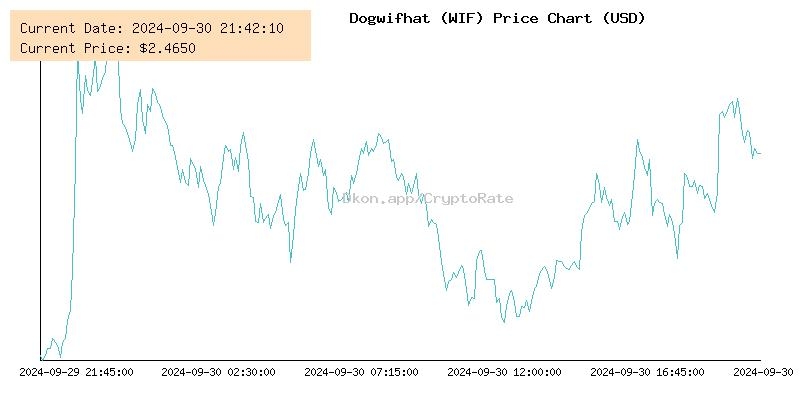 Dogwifhat (WIF) Price Chart (USD)
Current Date: 2024-09-30 21:42:10
Current Price: $2.4650
Ukon.app/CryptoRate
2024-09-29 21:45:00 2024-09-30 02:30:00 2024-09-30 07:15:00 2024-09-30 12:00:00 2024-09-30 16:45:00 2024-09-30